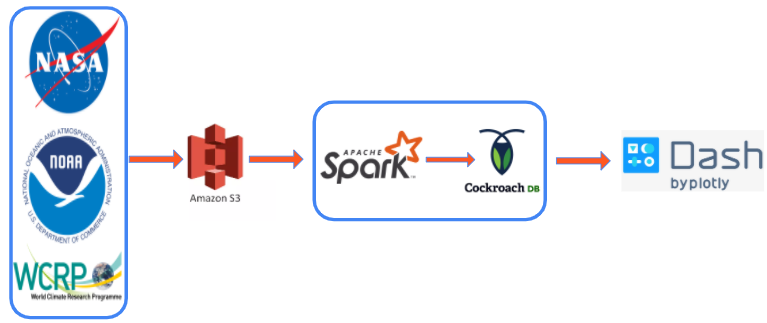 NASA
NATIONAL OCEANIC AND ATMOSPHERIC ADMINISTRATION
NOAA
U.S. DEPARTMENT OF COMMERCE
WCRP
World Climate Research Programme
Amazon S3
APACHE
Spark™
Cockroach DB
Dash
by plotly